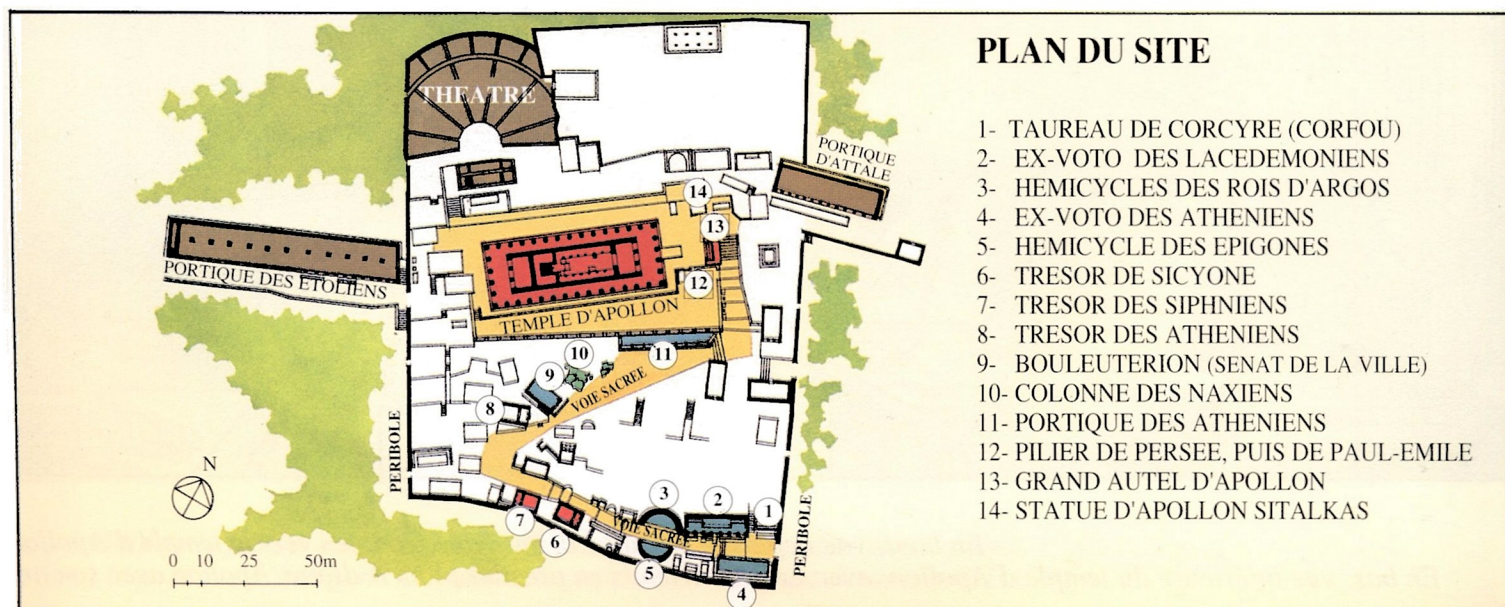 PLAN DU SITE
1- TAUREAU DE CORCYRE (CORFOU)
2- EX-VOTO DES LACEDEMONIENS
3- HEMICYCLES DES ROIS D'ARGOS
4- EX-VOTO DES ATHENIENS
5- HEMICYCLE DES EPIGONES
6- TRESOR DE SICYONE
7- TRESOR DES SIPHNIENS
8- TRESOR DES ATHENIENS
9- BOULEUTERION (SENAT DE LA VILLE)
10- COLONNE DES NAXIENS
11- PORTIQUE DES ATHENIENS
12- PILIER DE PERSEE, PUIS DE PAUL-EMILE
13- GRAND AUTEL D'APOLLON
14- STATUE D'APOLLON SITALKAS
THEATRE
PORTIQUE
D'ATTALE
14
13
PORTIQUE DES ETOLIENS
12
TEMPLE D'APOLLON
11
10
9
VOIE SACREE
8
PERIBOLE
N
3
2
1
VOIE SACREE
PERIBOLE
7
6
5
4
0 10 25 50m